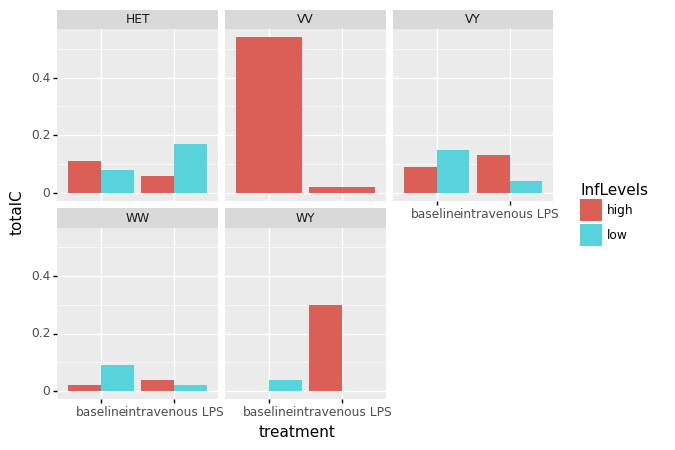 HET VV VY
0.4
0.2
0
baseline intravenous LPS
WW WY
0.4
0.2
0
baseline intravenous LPS baseline intravenous LPS
treatment
totalC
InfLevels
high
low